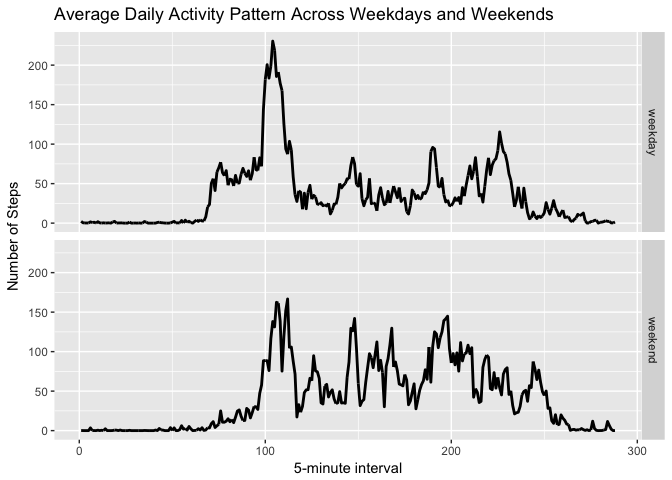 Average Daily Activity Pattern Across Weekdays and Weekends
Number of Steps
200
150
100
50
0
weekday
200
150
100
50
0
weekend
0 100 200 300
5-minute interval